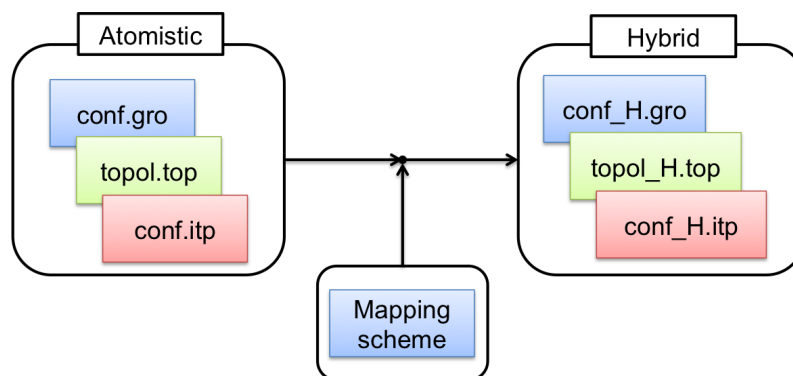 Atomistic
conf.gro
topol.top
conf.itp
Hybrid
conf_H.gro
topol_H.top
conf_H.itp
Mapping
scheme